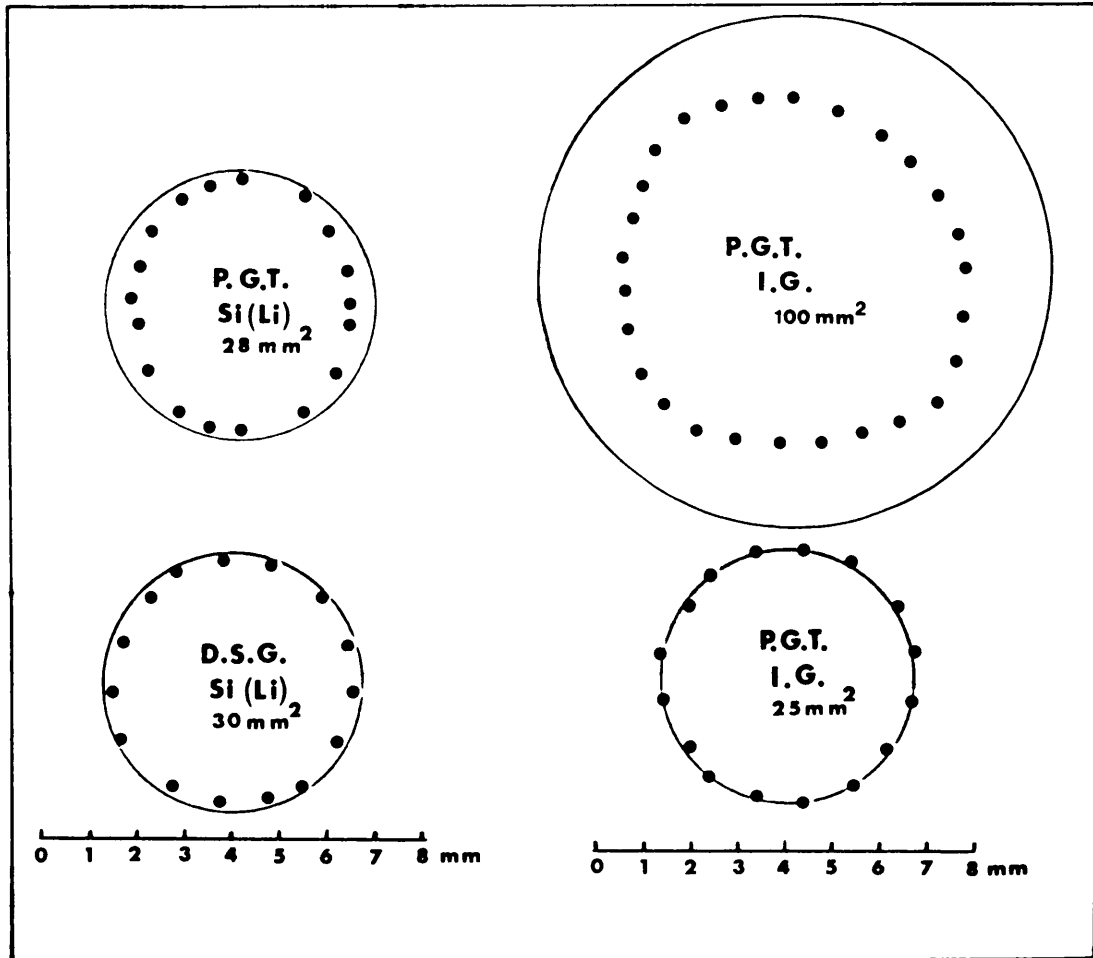 P.G.T.
Si(Li)
28 mm²
P.G.T.
I.G.
100 mm²
D.S.G.
Si(Li)
30 mm²
P.G.T.
I.G.
25 mm²
0 1 2 3 4 5 6 7 8 mm
0 1 2 3 4 5 6 7 8 mm